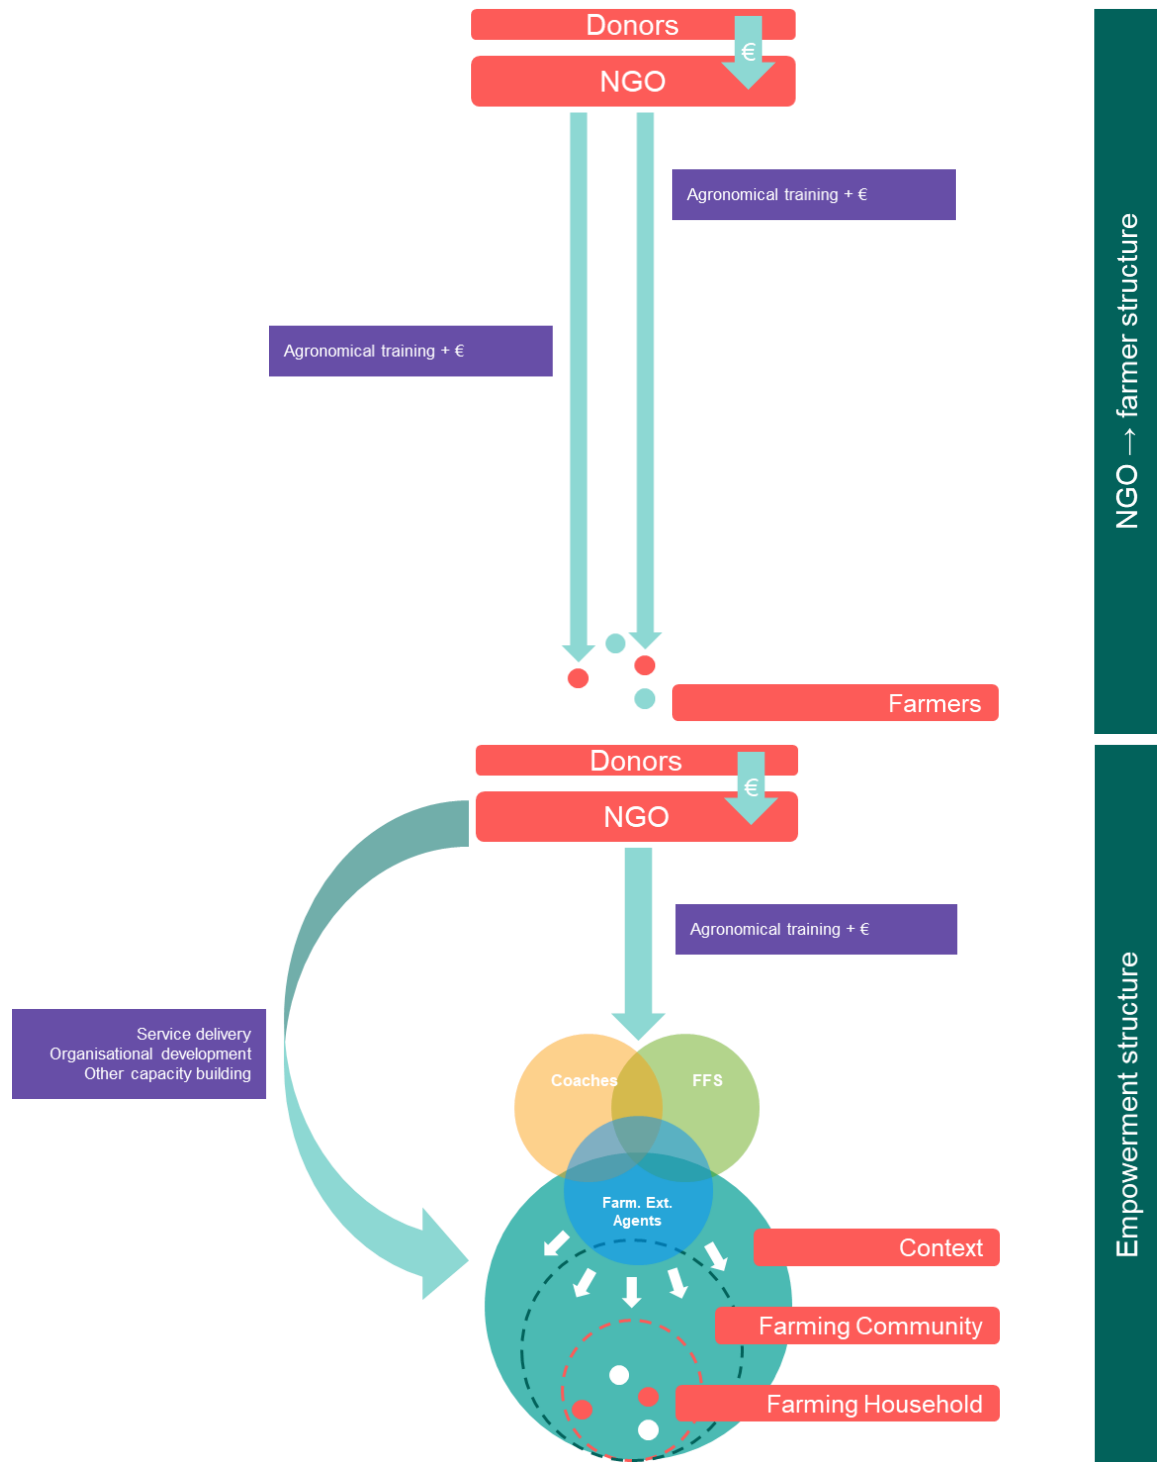 Donors
€
NGO
Agronomical training + €
Agronomical training + €
Farmers
NGO → farmer structure
Donors
€
NGO
Agronomical training + €
Service delivery
Organisational development
Other capacity building
Coaches
FFS
Farm. Ext.
Agents
Context
Farming Community
Farming Household
Empowerment structure